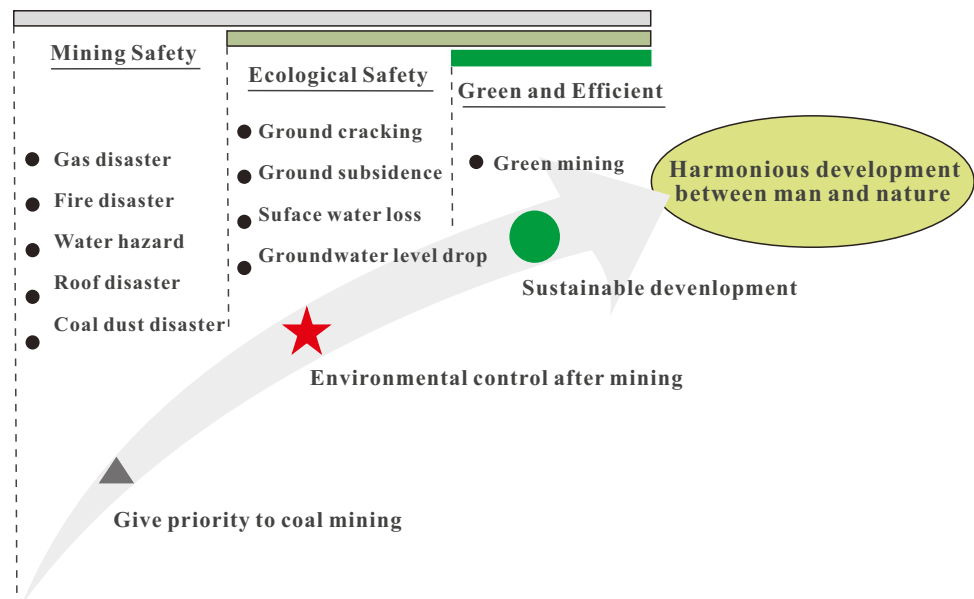 Mining Safety
Gas disaster
Fire disaster
Water hazard
Roof disaster
Coal dust disaster
Ecological Safety
Ground cracking
Ground subsidence
Suface water loss
Groundwater level drop
Green and Efficient
Green mining
Harmonious development
between man and nature
Sustainable devenlopment
Environmental control after mining
Give priority to coal mining